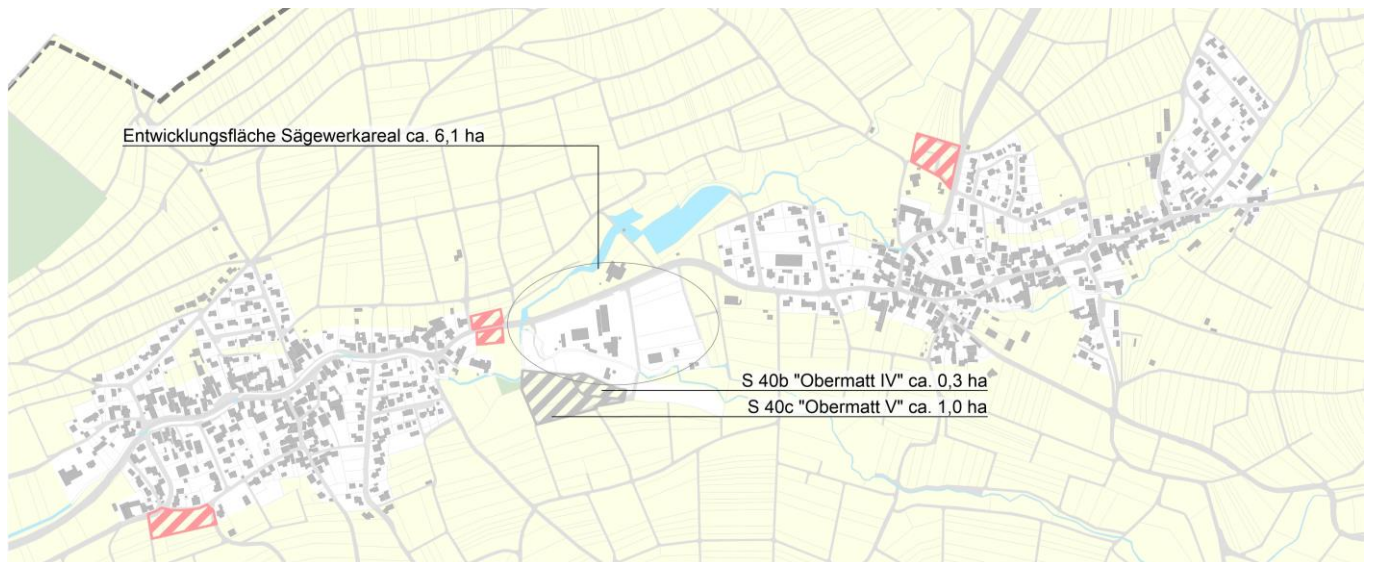 Entwicklungsfläche Sägewerkareal ca. 6,1 ha
S 40b "Obermatt IV" ca. 0,3 ha
S 40c "Obermatt V" ca. 1,0 ha